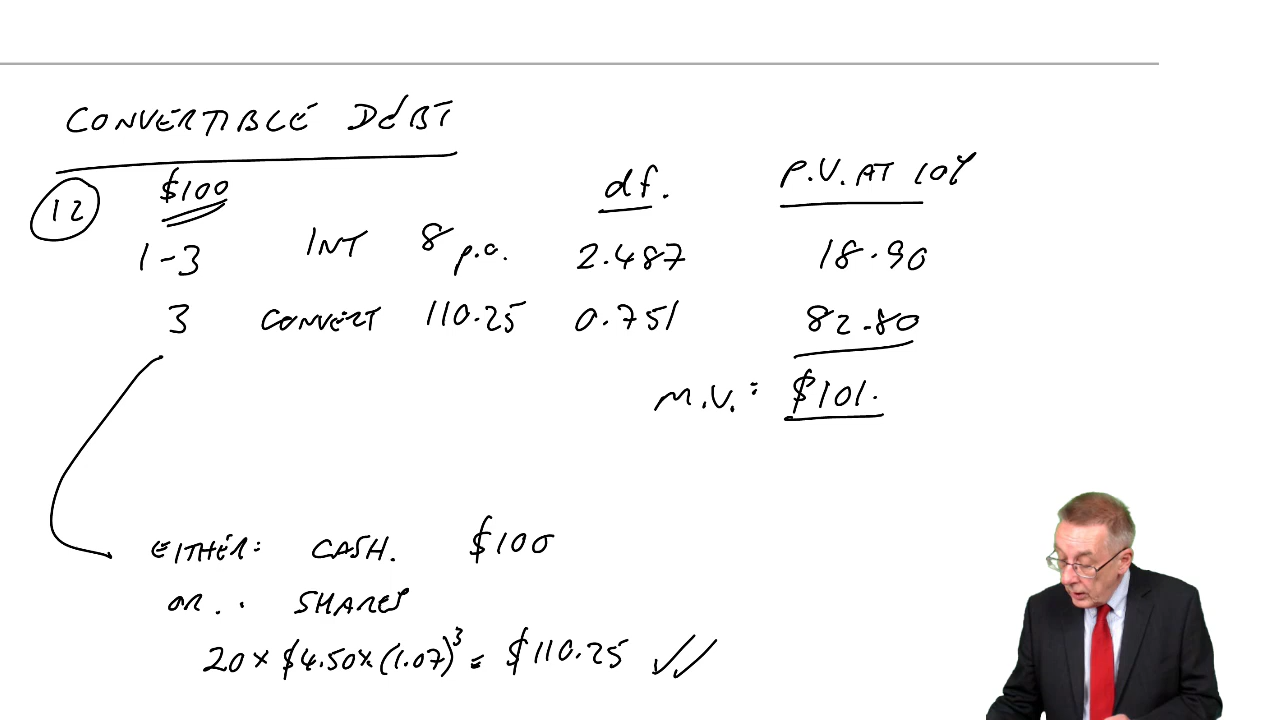 CONVERTIBLE DEBT
12 $100 df. P.V. AT 10%
1-3 INT 8 p.a. 2.487 18.90
3 CONVERT 110.25 0.751 82.80
M.V. = $101.
EITHER: CASH. $100
OR.. SHARES
20 × $4.50 × (1.07)³ = $110.25 ✓✓